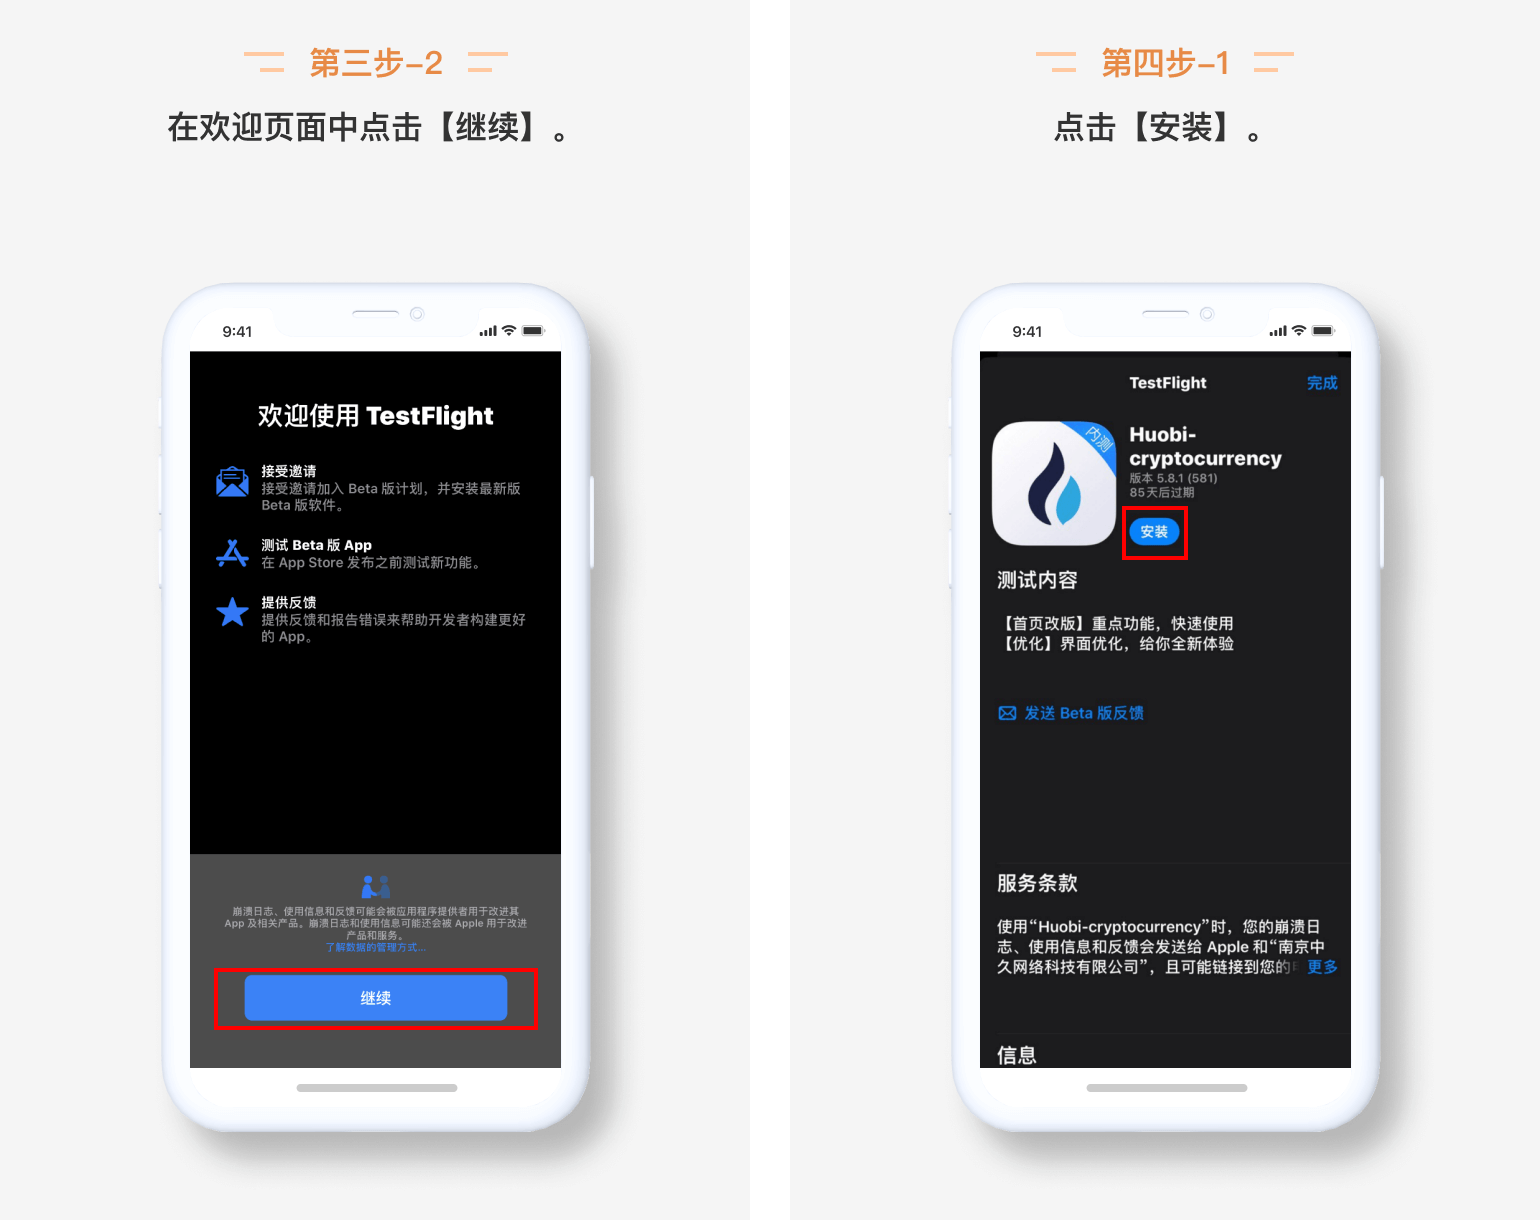 第三步-2
在欢迎页面中点击【继续】。
9:41
欢迎使用 TestFlight
接受邀请
接受邀请加入 Beta 版计划，并安装最新版
Beta 版软件。
测试 Beta 版 App
在 App Store 发布之前测试新功能。
提供反馈
提供反馈和报告错误来帮助开发者构建更好
的 App。
崩溃日志、使用信息和反馈可能会被应用程序提供者用于改进其
App 及相关产品。崩溃日志和使用信息可能还会被 Apple 用于改进
产品和服务。
了解数据的管理方式...
继续
第四步-1
点击【安装】。
9:41
TestFlight
完成
内测
Huobi-
cryptocurrency
版本 5.8.1 (581)
85天后过期
安装
测试内容
【首页改版】重点功能，快速使用
【优化】界面优化，给你全新体验
发送 Beta 版反馈
服务条款
使用“Huobi-cryptocurrency”时，您的崩溃日
志、使用信息和反馈会发送给 Apple 和“南京中
久网络科技有限公司”，且可能链接到您的 更多
信息